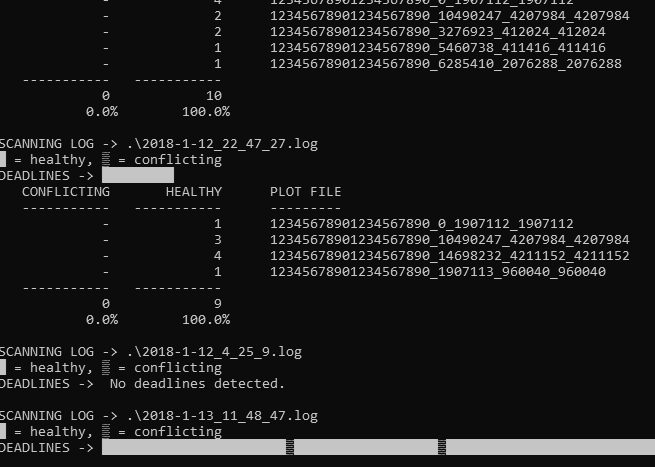 - 4 12345678901234567890_0_1907112_1907112
- 2 12345678901234567890_10490247_4207984_4207984
- 2 12345678901234567890_3276923_412024_412024
- 1 12345678901234567890_5460738_411416_411416
- 1 12345678901234567890_6285410_2076288_2076288
----------- -----------
0 10
0.0% 100.0%
SCANNING LOG -> .\2018-1-12_22_47_27.log
█ = healthy, ▒ = conflicting
DEADLINES -> █████████
CONFLICTING HEALTHY PLOT FILE
----------- ----------- ---------
- 1 12345678901234567890_0_1907112_1907112
- 3 12345678901234567890_10490247_4207984_4207984
- 4 12345678901234567890_14698232_4211152_4211152
- 1 12345678901234567890_1907113_960040_960040
----------- -----------
0 9
0.0% 100.0%
SCANNING LOG -> .\2018-1-12_4_25_9.log
█ = healthy, ▒ = conflicting
DEADLINES -> No deadlines detected.
SCANNING LOG -> .\2018-1-13_11_48_47.log
█ = healthy, ▒ = conflicting
DEADLINES -> ███████████████████████▒██████████████████▒██████████████████████████